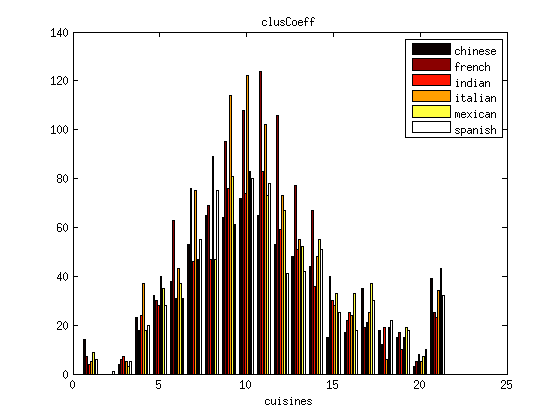 clusCoeff
140
120
100
80
60
40
20
0
chinese
french
indian
italian
mexican
spanish
0 5 10 15 20 25
cuisines